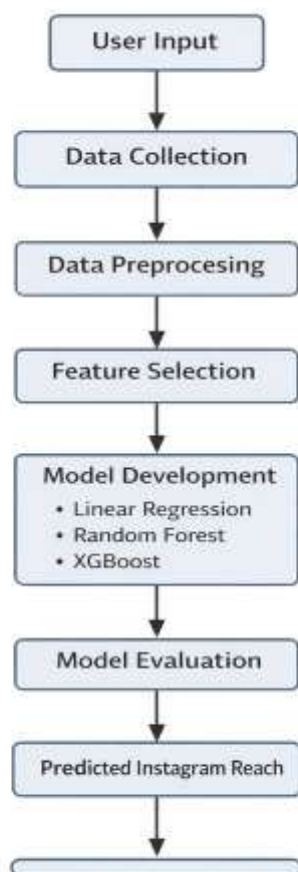 User Input
Data Collection
Data Preprocesing
Feature Selection
Model Development
• Linear Regression
• Random Forest
• XGBoost
Model Evaluation
Predicted Instagram Reach